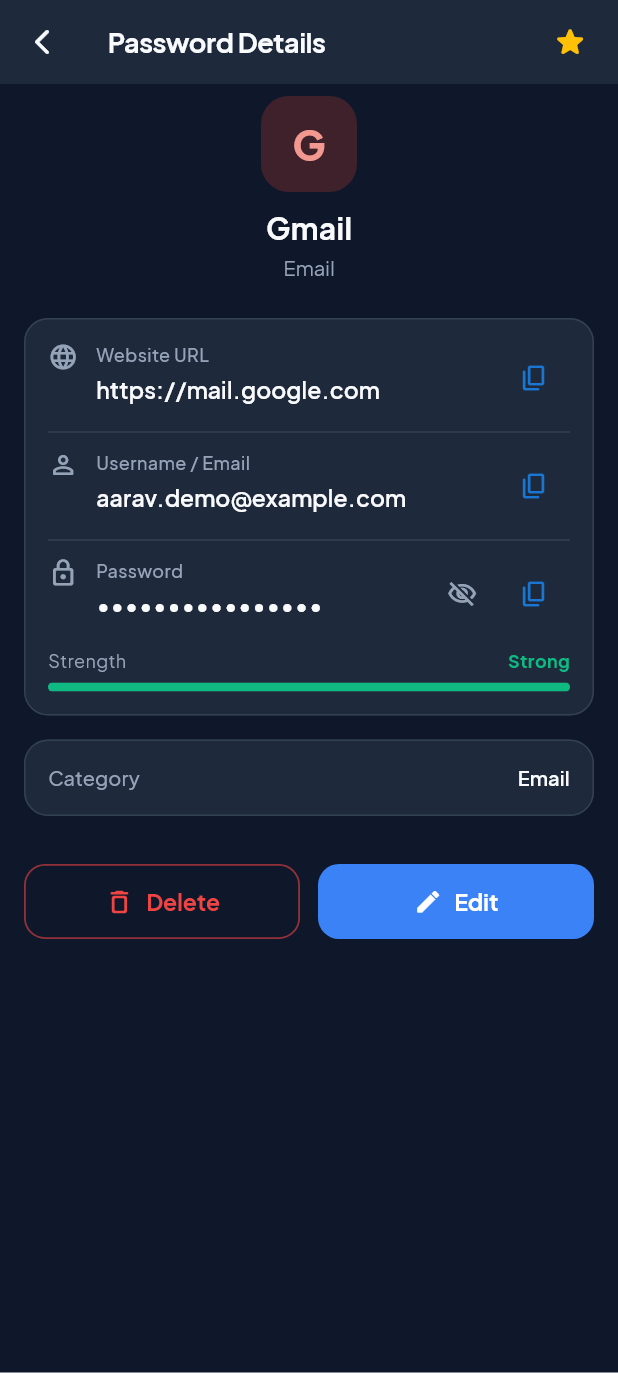 Password Details
G
Gmail
Email
Website URL
https://mail.google.com
Username / Email
aarav.demo@example.com
Password
••••••••••••••••
Strength Strong
Category Email
Delete Edit